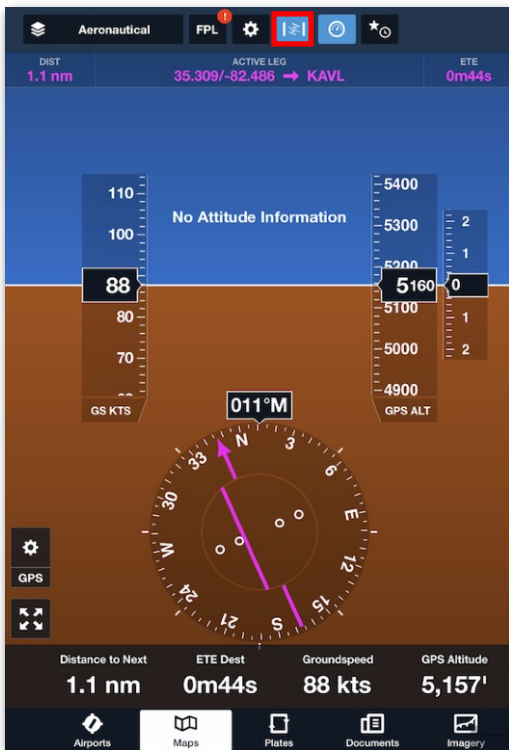 Aeronautical
FPL
!
DIST
1.1 nm
ACTIVE LEG
35.309/-82.486 → KAVL
ETE
0m44s
No Attitude Information
110
100
88
80
70
GS KTS
5400
5300
5200
5160
5100
5000
4900
GPS ALT
2
1
0
1
2
011°M
N
3
6
E
12
15
S
21
24
W
30
33
GPS
Distance to Next
ETE Dest
Groundspeed
GPS Altitude
1.1 nm
0m44s
88 kts
5,157'
Airports
Maps
Plates
Documents
Imagery